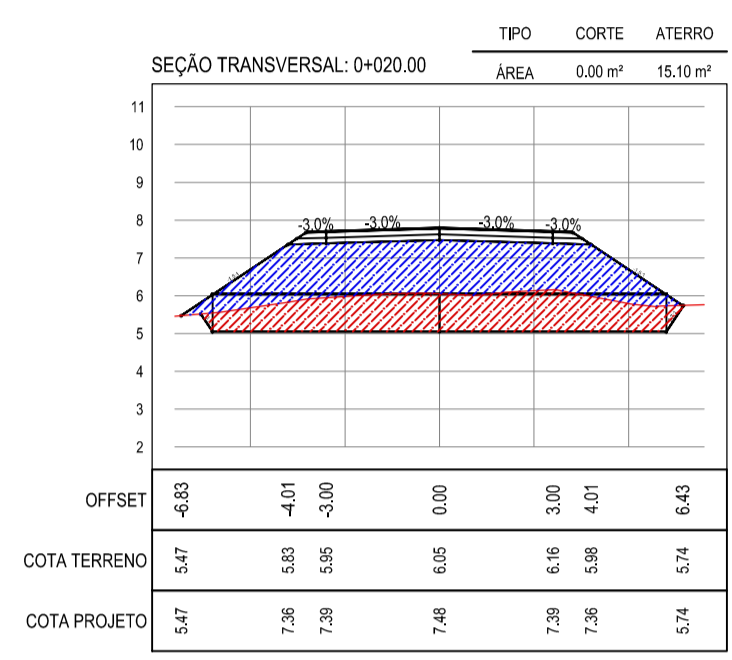 TIPO CORTE ATERRO
SEÇÃO TRANSVERSAL: 0+020.00
ÁREA 0.00 m² 15.10 m²
11
10
9
8
-3.0% -3.0% -3.0% -3.0%
7
6
5
4
3
2
OFFSET -6.83 -4.01 -3.00 0.00 3.00 4.01 6.43
COTA TERRENO 5.47 5.83 5.95 6.05 6.16 5.98 5.74
COTA PROJETO 5.47 7.36 7.39 7.48 7.39 7.36 5.74